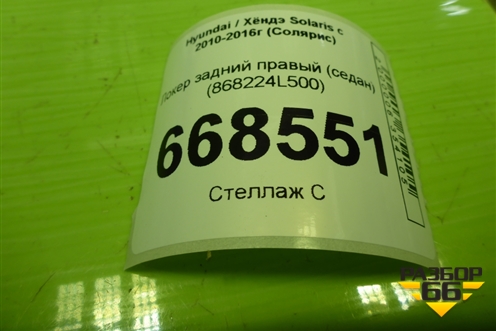 Hyundai / Хёндэ Solaris с
2010-2016г (Солярис)
локер задний правый (седан)
(868224L500)
668551
Стеллаж С
РАЗБОР
66